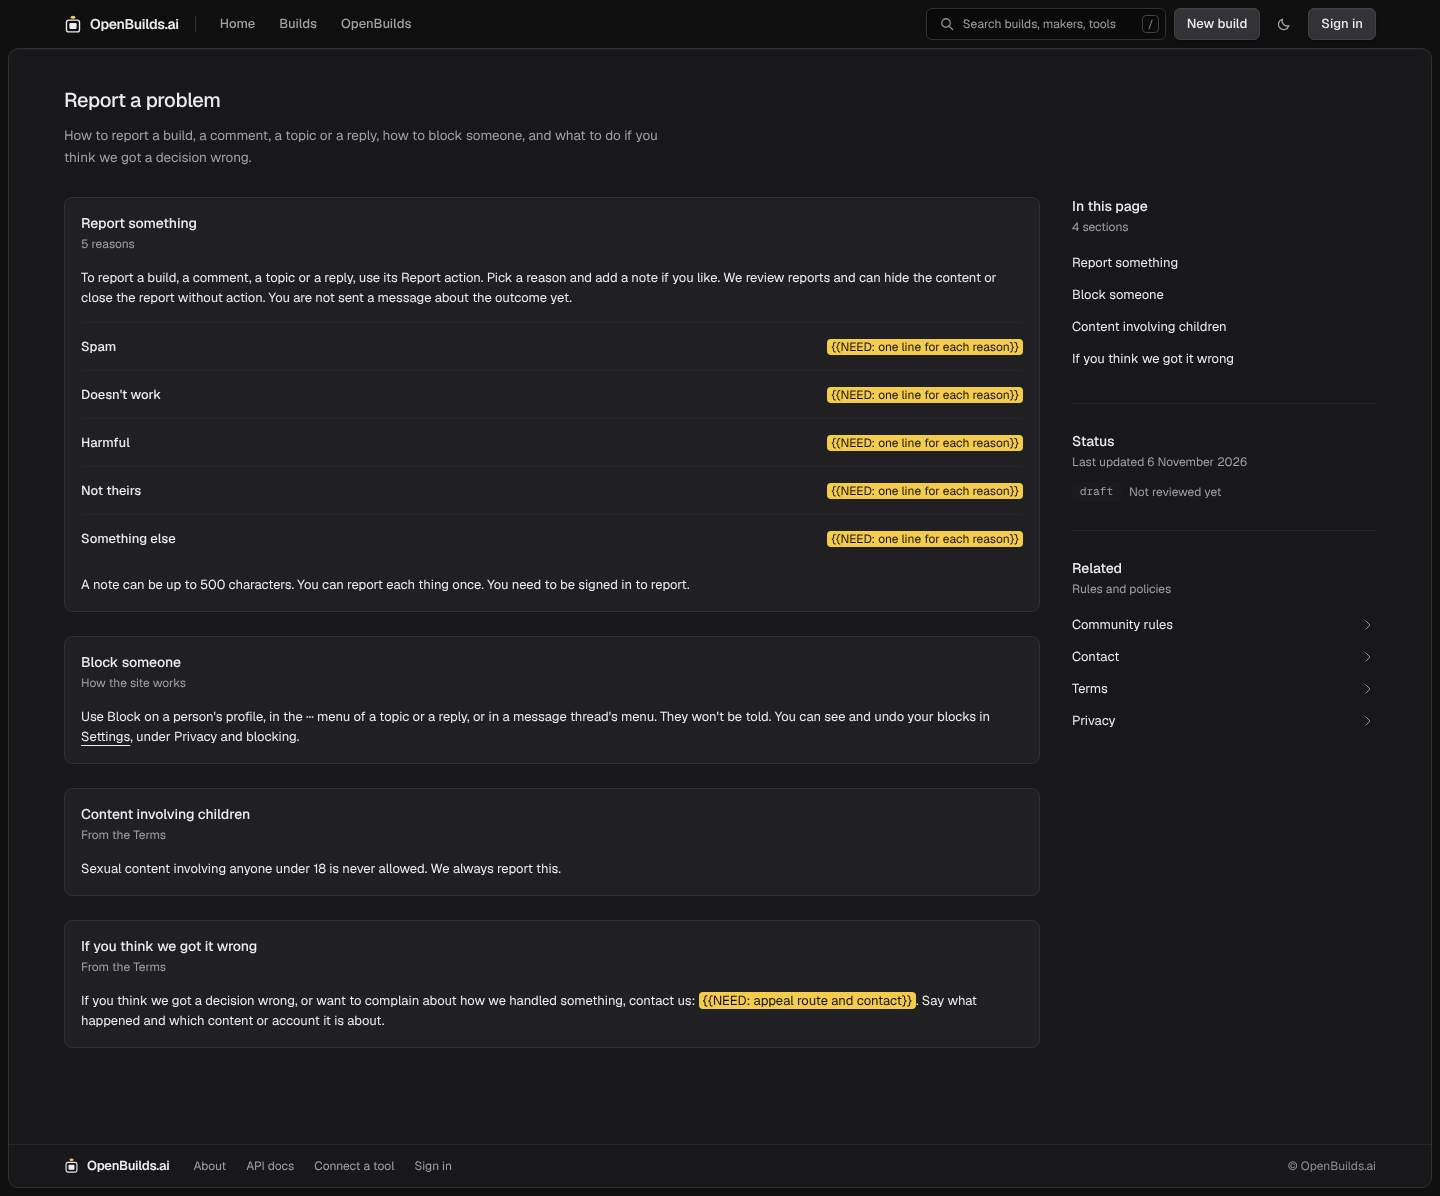 OpenBuilds.ai
Home
Builds
OpenBuilds
Search builds, makers, tools
/
New build
Sign in
Report a problem
How to report a build, a comment, a topic or a reply, how to block someone, and what to do if you
think we got a decision wrong.
Report something
5 reasons
To report a build, a comment, a topic or a reply, use its Report action. Pick a reason and add a note if you like. We review reports and can hide the content or
close the report without action. You are not sent a message about the outcome yet.
Spam
{{NEED: one line for each reason}}
Doesn't work
{{NEED: one line for each reason}}
Harmful
{{NEED: one line for each reason}}
Not theirs
{{NEED: one line for each reason}}
Something else
{{NEED: one line for each reason}}
A note can be up to 500 characters. You can report each thing once. You need to be signed in to report.
Block someone
How the site works
Use Block on a person's profile, in the ··· menu of a topic or a reply, or in a message thread's menu. They won't be told. You can see and undo your blocks in
Settings, under Privacy and blocking.
Content involving children
From the Terms
Sexual content involving anyone under 18 is never allowed. We always report this.
If you think we got it wrong
From the Terms
If you think we got a decision wrong, or want to complain about how we handled something, contact us: {{NEED: appeal route and contact}}. Say what
happened and which content or account it is about.
In this page
4 sections
Report something
Block someone
Content involving children
If you think we got it wrong
Status
Last updated 6 November 2026
draft Not reviewed yet
Related
Rules and policies
Community rules
Contact
Terms
Privacy
OpenBuilds.ai
About
API docs
Connect a tool
Sign in
© OpenBuilds.ai